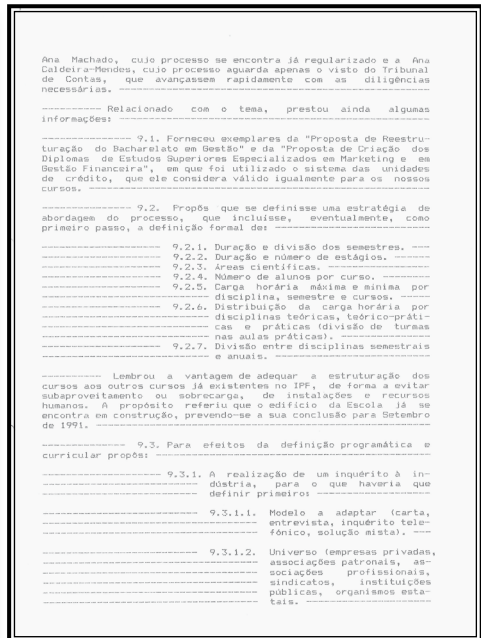 Ana Machado, cujo processo se encontra já regularizado e a Ana
Caldeira-Mendes, cujo processo aguarda apenas o visto do Tribunal
de Contas, que avançassem rapidamente com as diligências
necessárias. ----------
---------- Relacionado com o tema, prestou ainda algumas
informações: ----------
---------- 9.1. Forneceu exemplares da "Proposta de Reestru-
turação do Bacharelato em Gestão" e da "Proposta de Criação dos
Diplomas de Estudos Superiores Especializados em Marketing e em
Gestão Financeira", em que foi utilizado o sistema das unidades
de crédito, que ele considera válido igualmente para os nossos
cursos. ----------
---------- 9.2. Propôs que se definisse uma estratégia de
abordagem do processo, que incluísse, eventualmente, como
primeiro passo, a definição formal de: ----------
---------- 9.2.1. Duração e divisão dos semestres. ----
---------- 9.2.2. Duração e número de estágios. ------
---------- 9.2.3. Áreas científicas. ----------
---------- 9.2.4. Número de alunos por curso. --------
---------- 9.2.5. Carga horária máxima e mínima por
---------- disciplina, semestre e cursos. -----
---------- 9.2.6. Distribuição da carga horária por
---------- disciplinas teóricas, teórico-práti-
---------- cas e práticas (divisão de turmas
---------- nas aulas práticas). ----------
---------- 9.2.7. Divisão entre disciplinas semestrais
---------- e anuais. ----------
---------- Lembrou a vantagem de adequar a estruturação dos
cursos aos outros cursos já existentes no IPF, de forma a evitar
subaproveitamento ou sobrecarga, de instalações e recursos
humanos. A propósito referiu que o edifício da Escola já se
encontra em construção, prevendo-se a sua conclusão para Setembro
de 1991. ----------
---------- 9.3. Para efeitos da definição programática e
curricular propôs: ----------
---------- 9.3.1. A realização de um inquérito à in-
---------- dústria, para o que haveria que
---------- definir primeiro: ----------
---------- 9.3.1.1. Modelo a adaptar (carta,
---------- entrevista, inquérito tele-
---------- fónico, solução mista). ---
---------- 9.3.1.2. Universo (empresas privadas,
---------- associações patronais, as-
---------- sociações profissionais,
---------- sindicatos, instituições
---------- públicas, organismos esta-
---------- tais. ----------